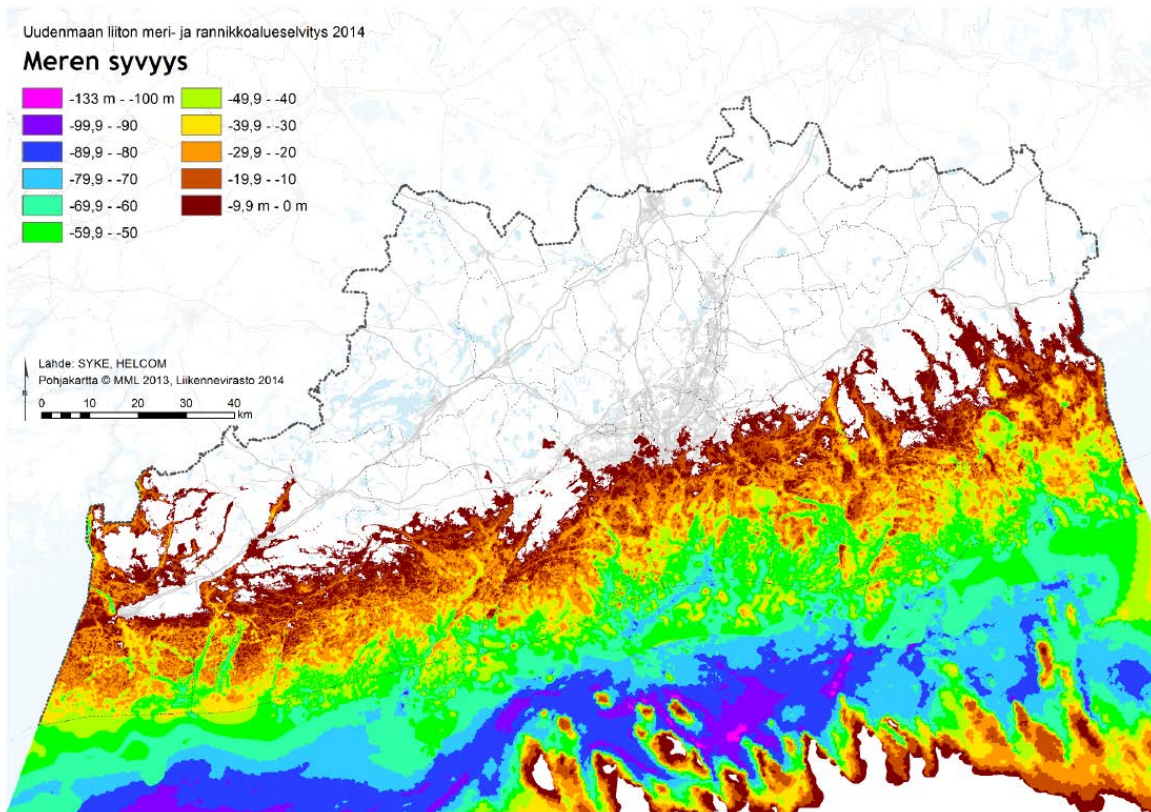 Uudenmaan liiton meri- ja rannikkoalueselvitys 2014
Meren syvyys
-133 m - -100 m
-99,9 - -90
-89,9 - -80
-79,9 - -70
-69,9 - -60
-59,9 - -50
-49,9 - -40
-39,9 - -30
-29,9 - -20
-19,9 - -10
-9,9 m - 0 m
Lähde: SYKE, HELCOM
Pohjakartta © MML 2013, Liikennevirasto 2014
0 10 20 30 40
km